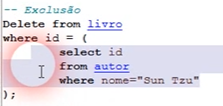 -- Exclusão
Delete from livro
where id = (
select id
from autor
where nome="Sun Tzu"
);